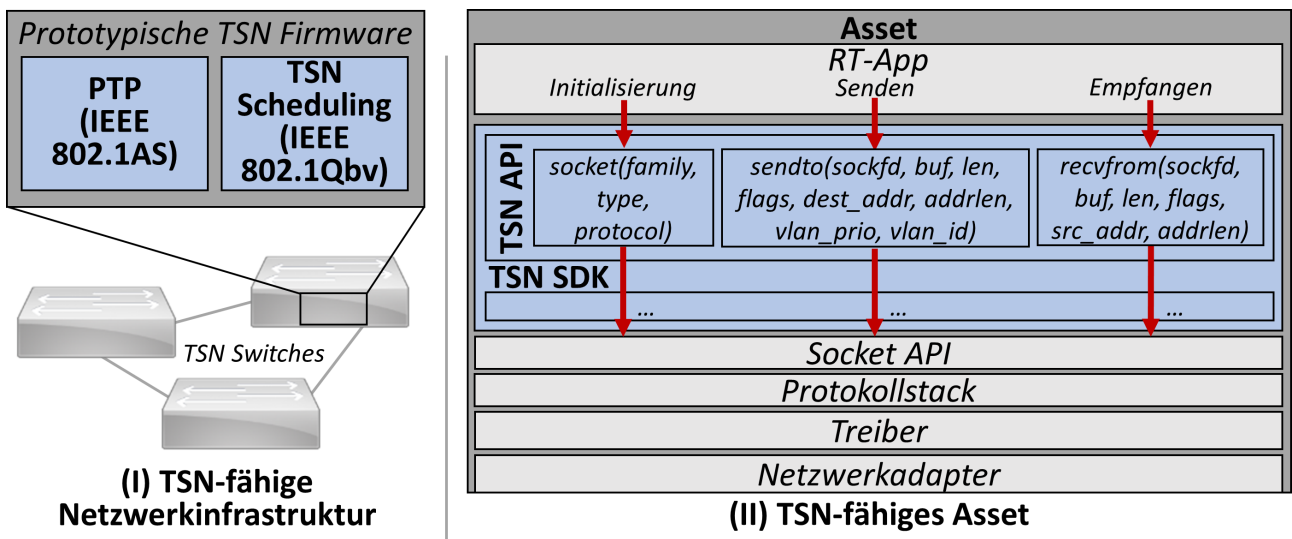 Prototypische TSN Firmware
PTP
(IEEE
802.1AS)
TSN
Scheduling
(IEEE
802.1Qbv)
TSN Switches
(I) TSN-fähige
Netzwerkinfrastruktur
Asset
RT-App
Initialisierung
Senden
Empfangen
TSN API
socket(family,
type,
protocol)
sendto(sockfd, buf, len,
flags, dest_addr, addrlen,
vlan_prio, vlan_id)
recvfrom(sockfd,
buf, len, flags,
src_addr, addrlen)
TSN SDK
... ... ...
Socket API
Protokollstack
Treiber
Netzwerkadapter
(II) TSN-fähiges Asset